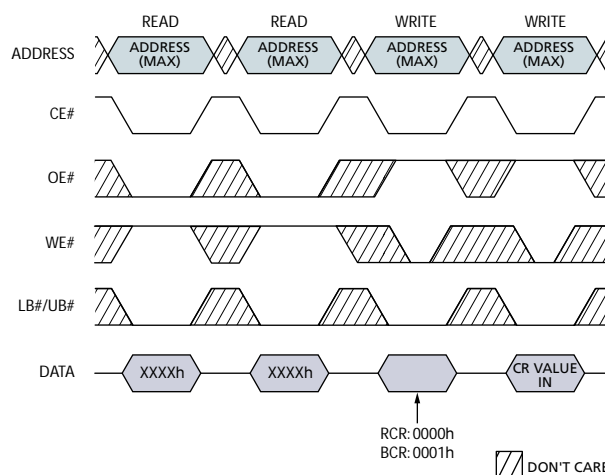 READ READ WRITE WRITE
ADDRESS
ADDRESS ADDRESS ADDRESS ADDRESS
(MAX) (MAX) (MAX) (MAX)
CE#
OE#
WE#
LB#/UB#
DATA
XXXXh XXXXh CR VALUE
IN
RCR: 0000h
BCR: 0001h
DON'T CARE